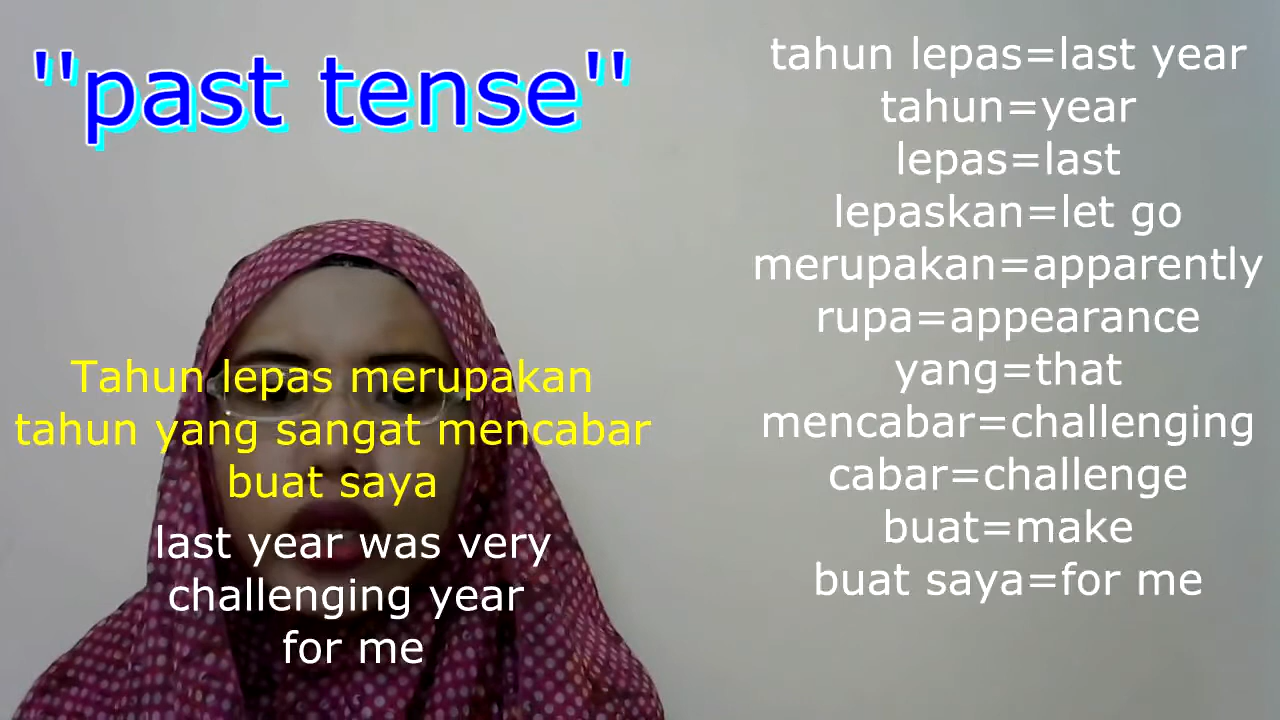 "past tense"
Tahun lepas merupakan
tahun yang sangat mencabar
buat saya
last year was very
challenging year
for me
tahun lepas=last year
tahun=year
lepas=last
lepaskan=let go
merupakan=apparently
rupa=appearance
yang=that
mencabar=challenging
cabar=challenge
buat=make
buat saya=for me